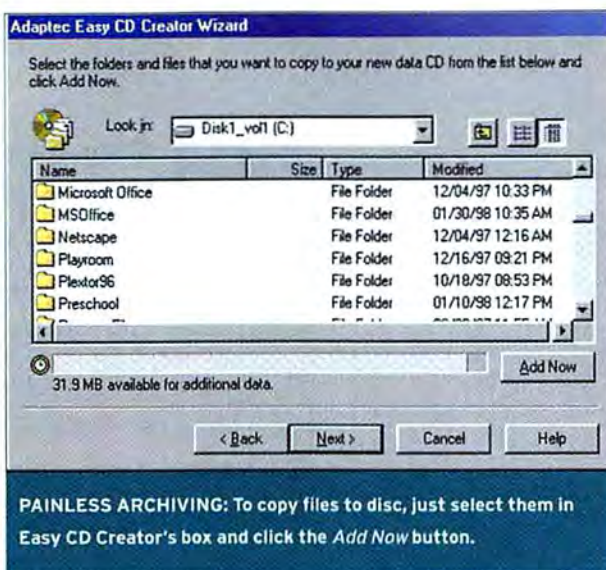 Adaptec Easy CD Creator Wizard
Select the folders and files that you want to copy to your new data CD from the list below and
click Add Now.
Look in: Disk1_vol1 (C:)
Name Size Type Modified
Microsoft Office File Folder 12/04/97 10:33 PM
MSOffice File Folder 01/30/98 10:35 AM
Netscape File Folder 12/04/97 12:16 AM
Playroom File Folder 12/16/97 09:21 PM
Plextor96 File Folder 10/18/97 08:53 PM
Preschool File Folder 01/10/98 12:17 PM
Add Now
31.9 MB available for additional data.
< Back Next > Cancel Help
PAINLESS ARCHIVING: To copy files to disc, just select them in
Easy CD Creator's box and click the Add Now button.